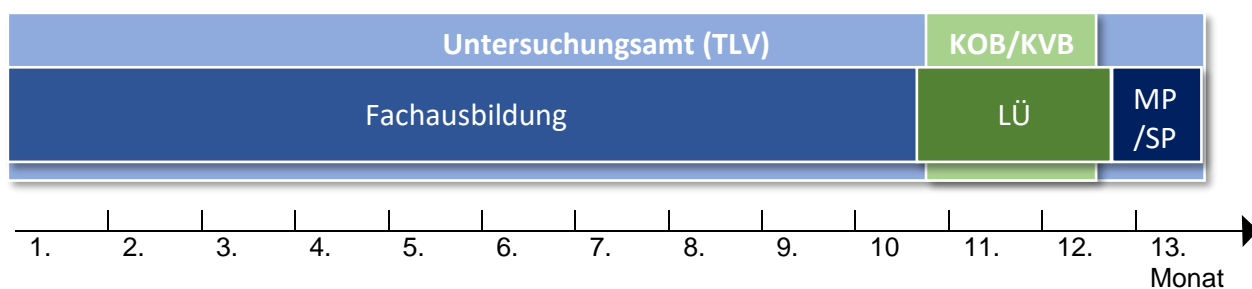 Untersuchungsamt (TLV) KOB/KVB
Fachausbildung LÜ MP
/SP
1. 2. 3. 4. 5. 6. 7. 8. 9. 10 11. 12. 13.
Monat